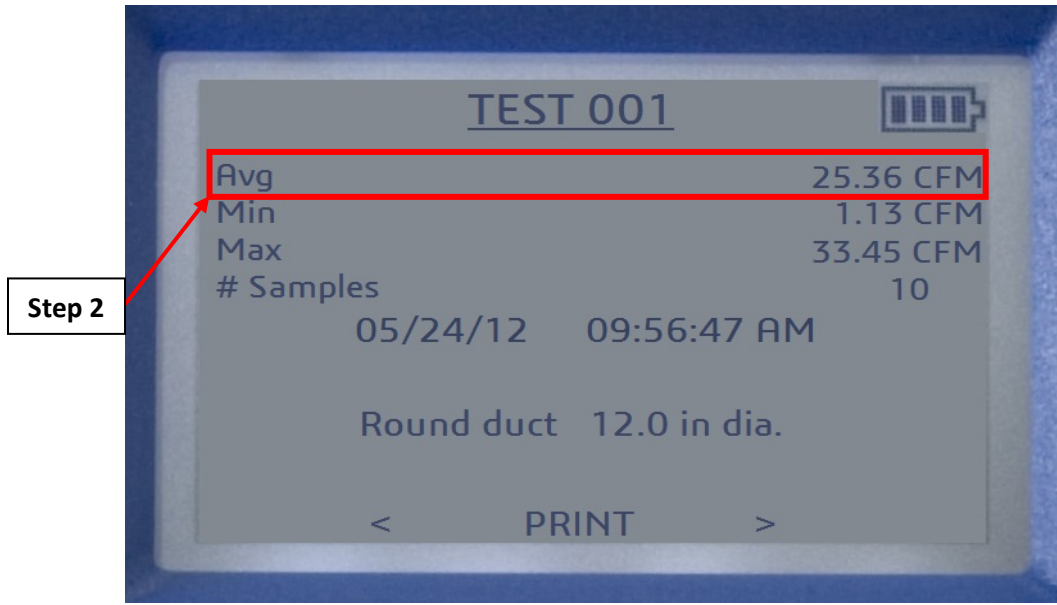 TEST 001
Avg 25.36 CFM
Min 1.13 CFM
Max 33.45 CFM
# Samples 10
Step 2
05/24/12 09:56:47 AM
Round duct 12.0 in dia.
< PRINT >